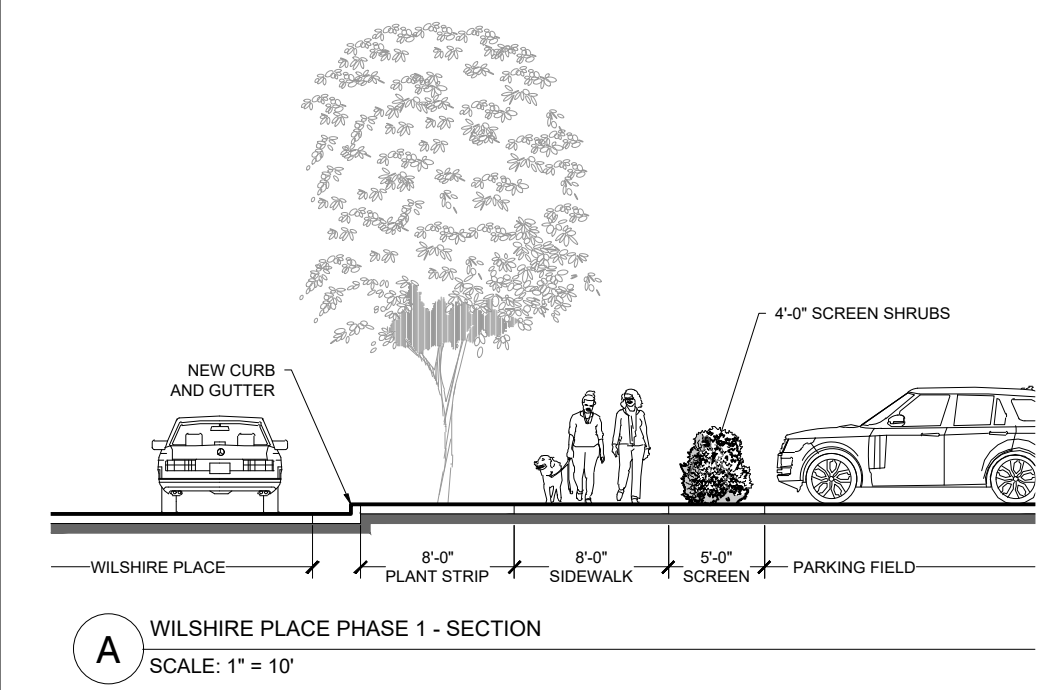 4'-0" SCREEN SHRUBS
NEW CURB
AND GUTTER
WILSHIRE PLACE
8'-0"
PLANT STRIP
8'-0"
SIDEWALK
5'-0"
SCREEN
PARKING FIELD
A
WILSHIRE PLACE PHASE 1 - SECTION
SCALE: 1" = 10'